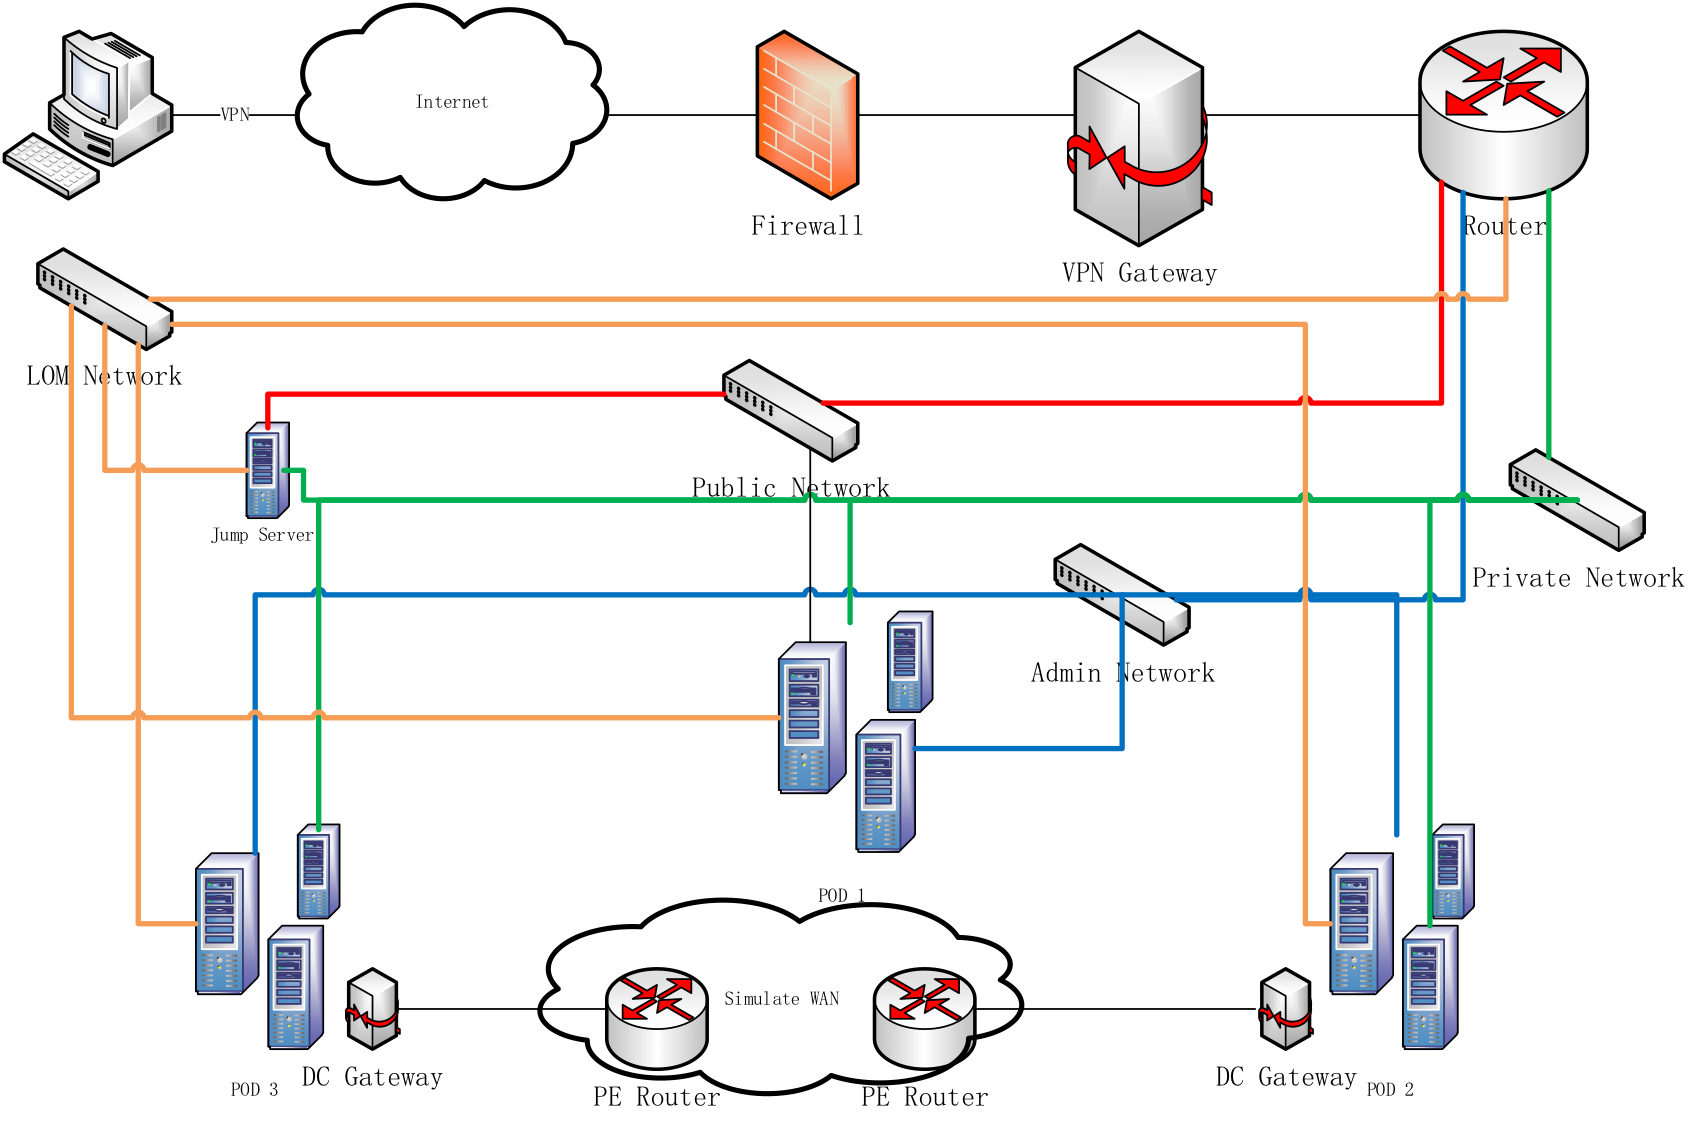 VPN
Internet
Firewall
VPN Gateway
Router
LOM Network
Public Network
Jump Server
Private Network
Admin Network
POD 1
Simulate WAN
DC Gateway
POD 3
PE Router
PE Router
DC Gateway
POD 2